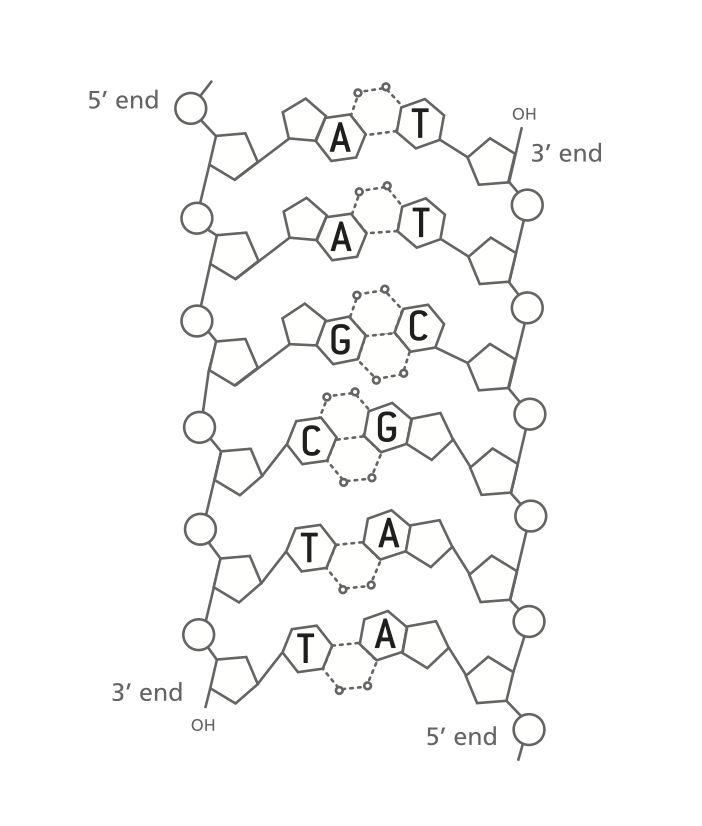 5’ end
OH
3’ end
A T
A T
G C
C G
T A
T A
3’ end
OH
5’ end